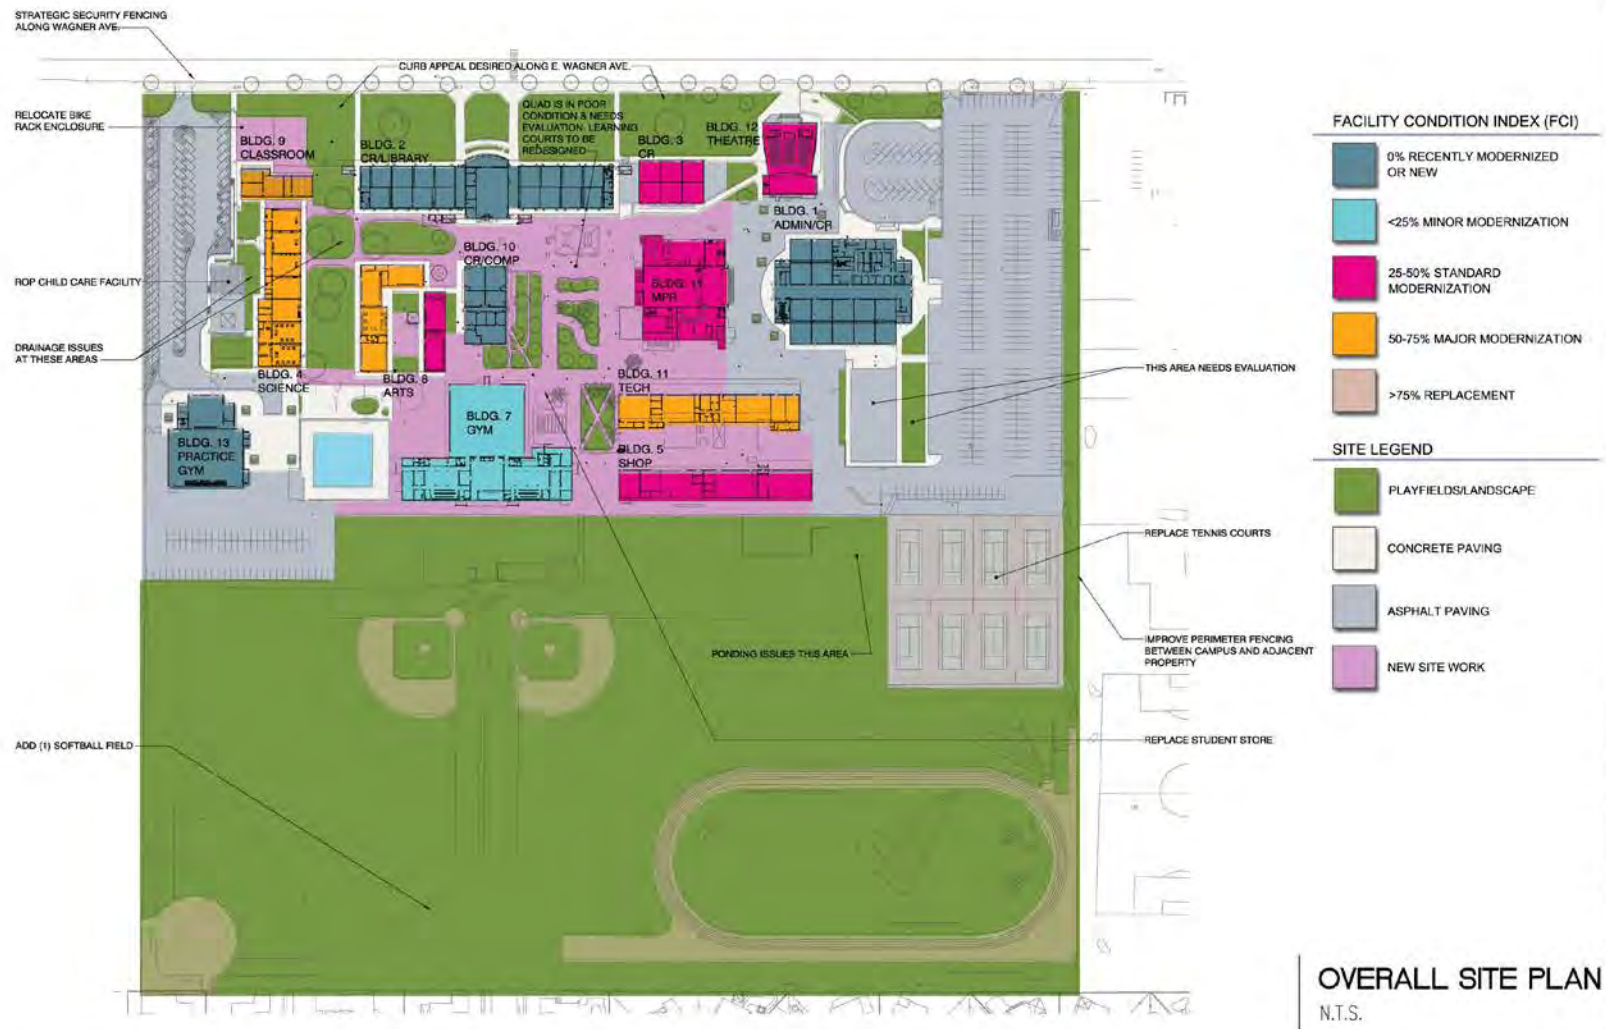 STRATEGIC SECURITY FENCING
ALONG WAGNER AVE.
CURB APPEAL DESIRED ALONG E. WAGNER AVE.
RELOCATE BIKE
RACK ENCLOSURE
QUAD IS IN POOR
CONDITION & NEEDS
EVALUATION. LEARNING
COURTS TO BE
REDESIGNED
BLDG. 9
CLASSROOM
BLDG. 2
CR/LIBRARY
BLDG. 3
CR
BLDG. 12
THEATRE
BLDG. 1
ADMIN/CR
BLDG. 10
CR/COMP
BLDG. 11
MPR
ROP CHILD CARE FACILITY
DRAINAGE ISSUES
AT THESE AREAS
BLDG. 4
SCIENCE
BLDG. 8
ARTS
BLDG. 11
TECH
THIS AREA NEEDS EVALUATION
BLDG. 7
GYM
BLDG. 13
PRACTICE
GYM
BLDG. 5
SHOP
REPLACE TENNIS COURTS
PONDING ISSUES THIS AREA
IMPROVE PERIMETER FENCING
BETWEEN CAMPUS AND ADJACENT
PROPERTY
REPLACE STUDENT STORE
ADD (1) SOFTBALL FIELD
FACILITY CONDITION INDEX (FCI)
0% RECENTLY MODERNIZED
OR NEW
<25% MINOR MODERNIZATION
25-50% STANDARD
MODERNIZATION
50-75% MAJOR MODERNIZATION
>75% REPLACEMENT
SITE LEGEND
PLAYFIELDS/LANDSCAPE
CONCRETE PAVING
ASPHALT PAVING
NEW SITE WORK
OVERALL SITE PLAN
N.T.S.